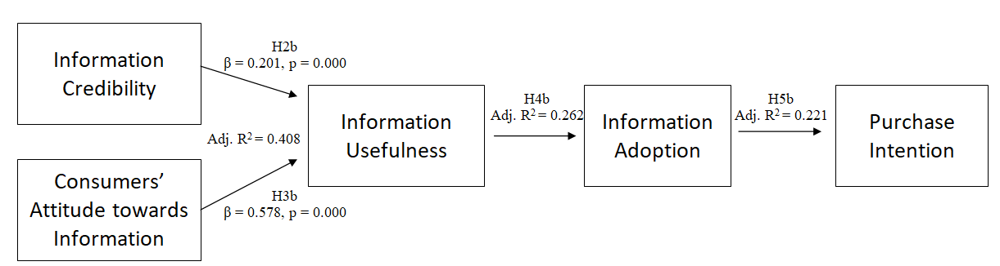 Information
Credibility
H2b
β = 0.201, p = 0.000
Adj. R² = 0.408
Consumers’
Attitude towards
Information
H3b
β = 0.578, p = 0.000
Information
Usefulness
H4b
Adj. R² = 0.262
Information
Adoption
H5b
Adj. R² = 0.221
Purchase
Intention